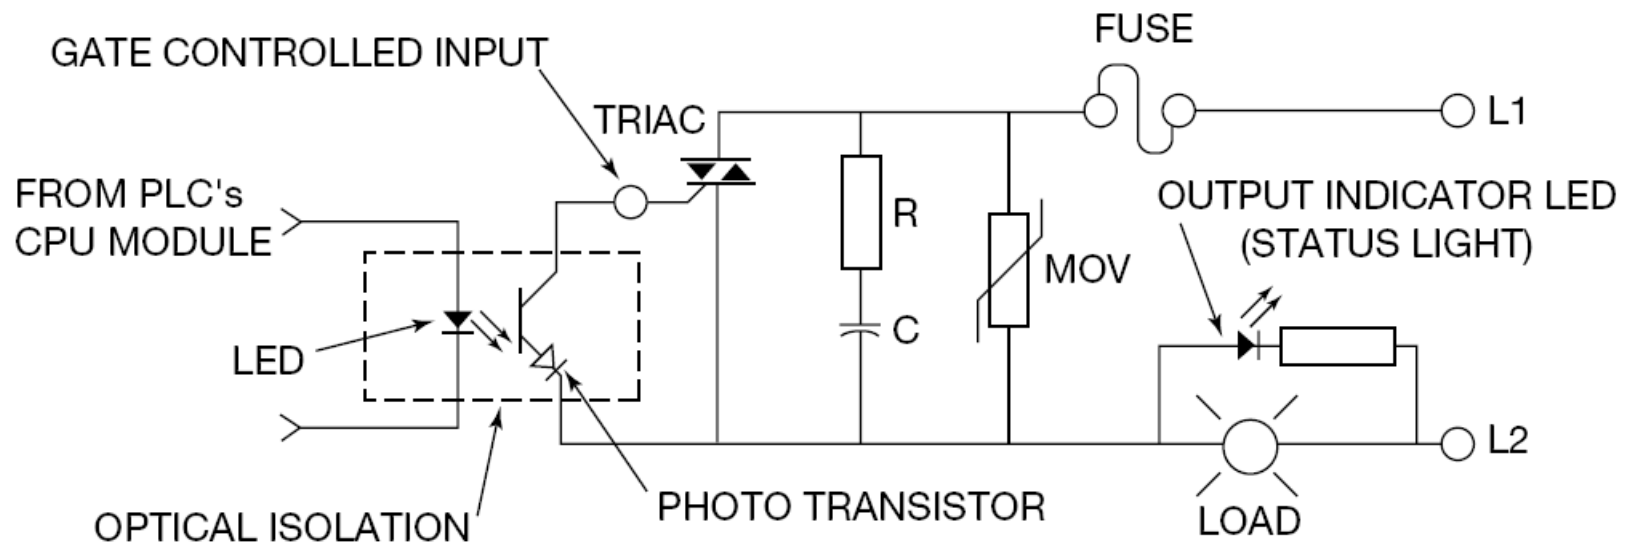 FUSE
GATE CONTROLLED INPUT
TRIAC
L1
FROM PLC's
CPU MODULE
OUTPUT INDICATOR LED
(STATUS LIGHT)
R
MOV
C
LED
L2
PHOTO TRANSISTOR
OPTICAL ISOLATION
LOAD